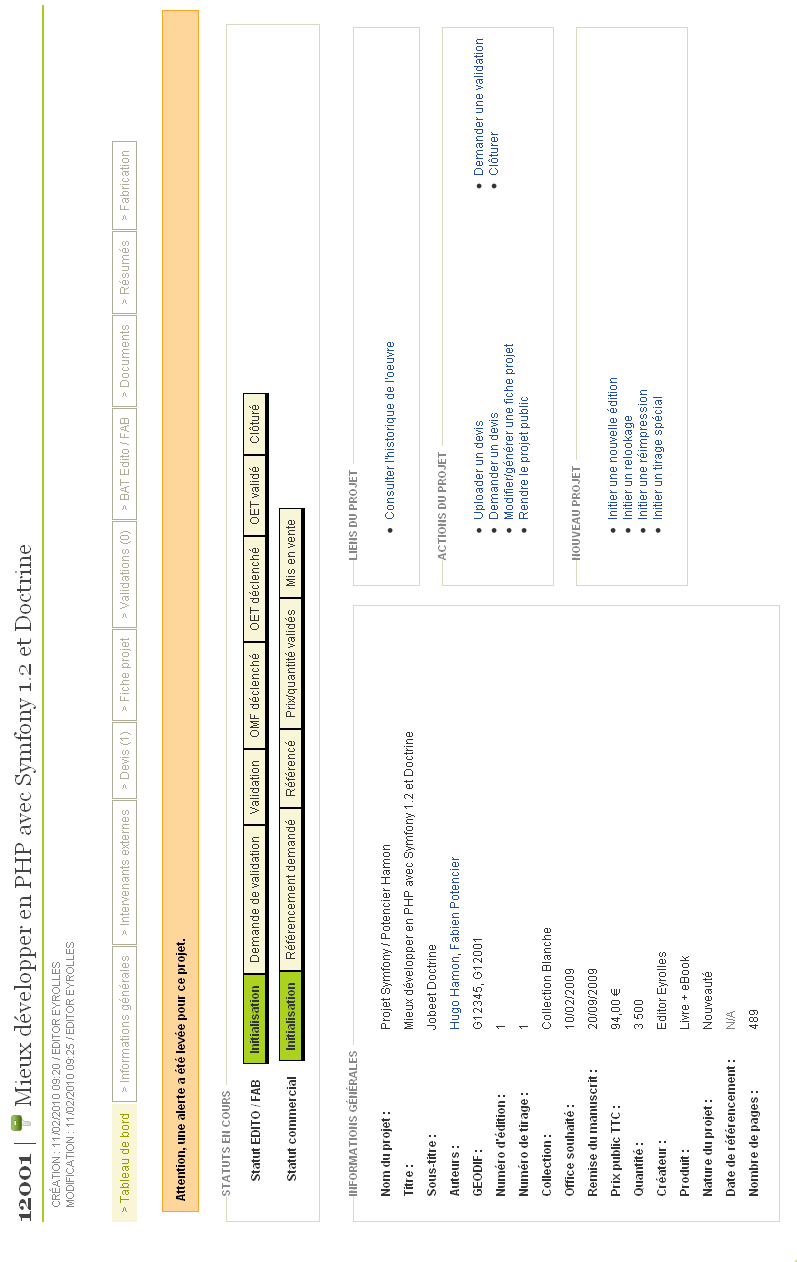 12001 | Mieux développer en PHP avec Symfony 1.2 et Doctrine
CRÉATION : 11/02/2010 09:20 / EDITOR EYROLLES
MODIFICATION : 11/02/2010 09:25 / EDITOR EYROLLES
> Tableau de bord > Informations générales > Intervenants externes > Devis (1) > Fiche projet > Validations (0) > BAT Edito / FAB > Documents > Résumés > Fabrication
Attention, une alerte a été levée pour ce projet.
STATUTS EN COURS
Statut EDITO / FAB Initialisation Demande de validation Validation OMF déclenché OET déclenché OET validé Clôturé
Statut commercial Initialisation Référencement demandé Référencé Prix/quantité validés Mis en vente
INFORMATIONS GÉNÉRALES
Nom du projet : Projet Symfony / Potencier Hamon
Titre : Mieux développer en PHP avec Symfony 1.2 et Doctrine
Sous-titre : Jobeet Doctrine
Auteurs : Hugo Hamon, Fabien Potencier
GEODIF : G12345, G12001
Numéro d'édition : 1
Numéro de tirage : 1
Collection : Collection Blanche
Office souhaité : 10/02/2009
Remise du manuscrit : 20/09/2009
Prix public TTC : 94,00 €
Quantité : 3 500
Créateur : Editor Eyrolles
Produit : Livre + eBook
Nature du projet : Nouveauté
Date de référencement : N/A
Nombre de pages : 489
LIENS DU PROJET
• Consulter l'historique de l'oeuvre
ACTIONS DU PROJET
• Uploader un devis
• Demander un devis
• Modifier/générer une fiche projet
• Rendre le projet public
• Demander une validation
• Clôturer
NOUVEAU PROJET
• Initier une nouvelle édition
• Initier un relookage
• Initier une réimpression
• Initier un tirage spécial